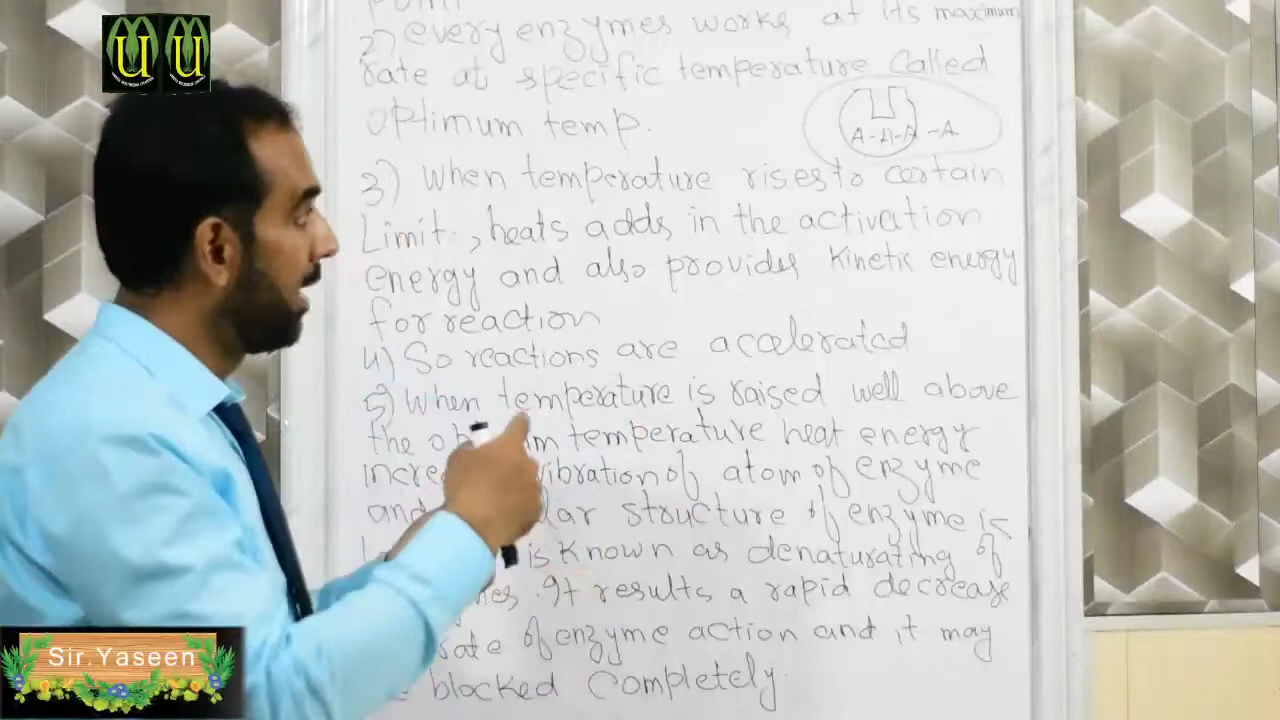 2) every enzymes works at its maximum
rate at specific temperature called
optimum temp.
A-A-A-A
3) When temperature rises to certain
Limit, heats adds in the activation
energy and also provides kinetic energy
for reaction
4) So reactions are accelerated
5) When temperature is raised well above
the temperature heat energy
vibration of atom of enzyme
structure of enzyme is
is known as denaturating of
It results a rapid decrease
rate of enzyme action and it may
blocked completely.
U U
Sir.Yaseen